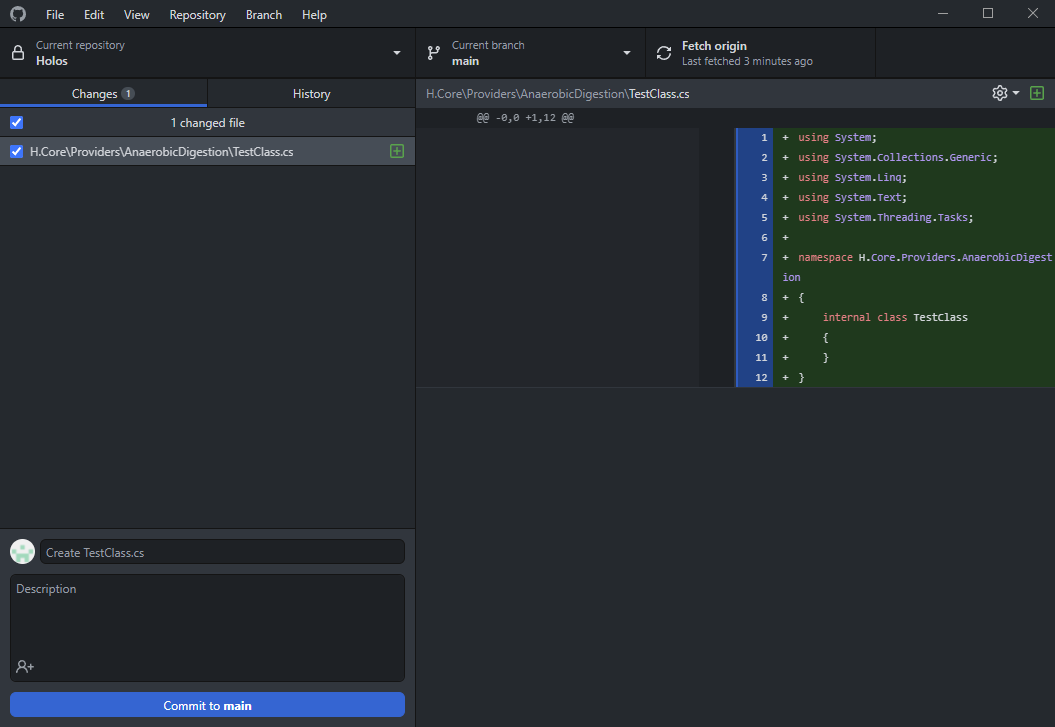 File Edit View Repository Branch Help
Current repository
Holos
Current branch
main
Fetch origin
Last fetched 3 minutes ago
Changes 1
History
1 changed file
H.Core\Providers\AnaerobicDigestion\TestClass.cs
Create TestClass.cs
Description
Commit to main
H.Core\Providers\AnaerobicDigestion\TestClass.cs
@@ -0,0 +1,12 @@
1 + using System;
2 + using System.Collections.Generic;
3 + using System.Linq;
4 + using System.Text;
5 + using System.Threading.Tasks;
6 +
7 + namespace H.Core.Providers.AnaerobicDigest
ion
8 + {
9 +     internal class TestClass
10 +     {
11 +     }
12 + }